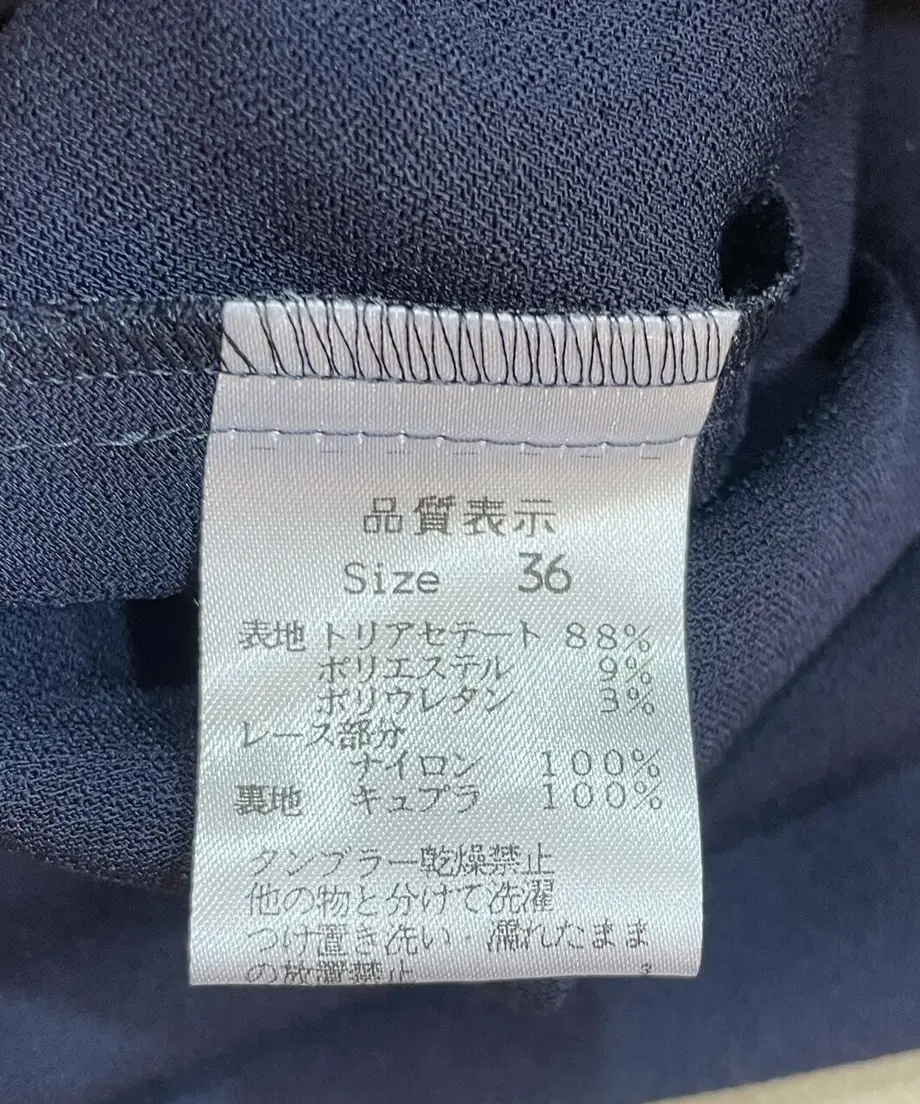 品質表示
Size 36
表地 トリアセテート 88%
ポリエステル 9%
ポリウレタン 3%
レース部分
ナイロン 100%
裏地 キュプラ 100%
タンブラー乾燥禁止
他の物と分けて洗濯
つけ置き洗い・濡れたまま
の放置禁止 3